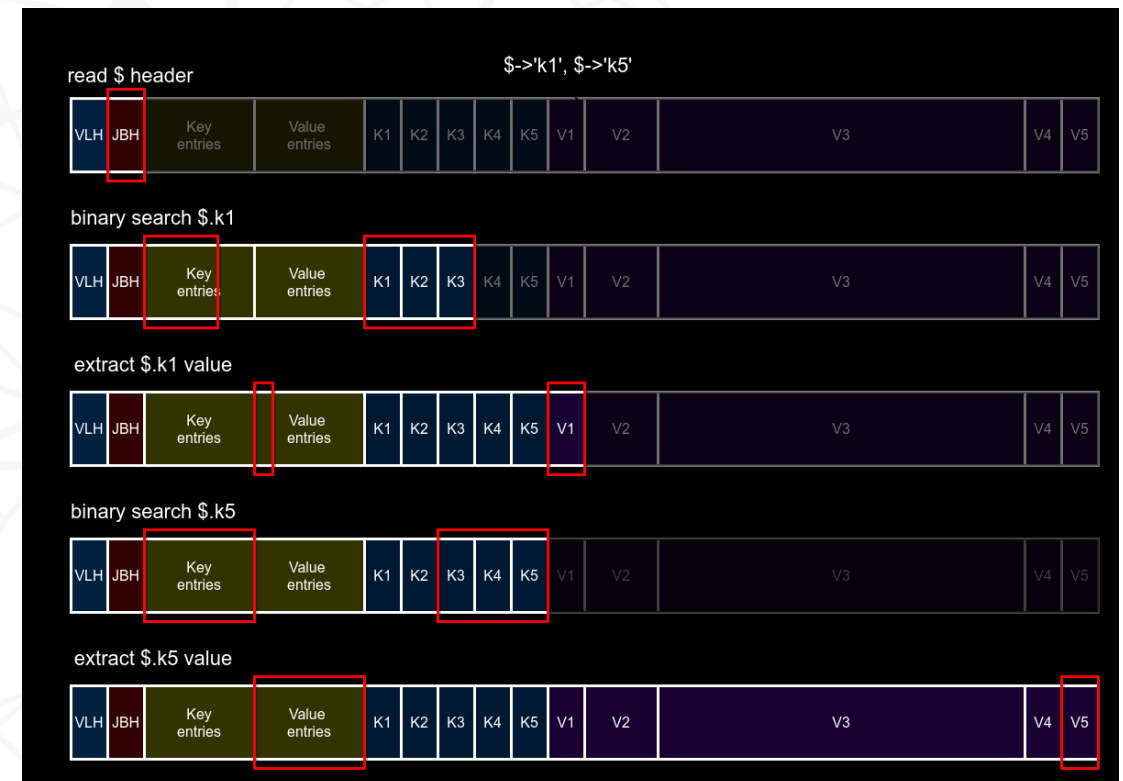 $->'k1', $->'k5'
read $ header
VLH JBH Key entries Value entries K1 K2 K3 K4 K5 V1 V2 V3 V4 V5
binary search $.k1
VLH JBH Key entries Value entries K1 K2 K3 K4 K5 V1 V2 V3 V4 V5
extract $.k1 value
VLH JBH Key entries Value entries K1 K2 K3 K4 K5 V1 V2 V3 V4 V5
binary search $.k5
VLH JBH Key entries Value entries K1 K2 K3 K4 K5 V1 V2 V3 V4 V5
extract $.k5 value
VLH JBH Key entries Value entries K1 K2 K3 K4 K5 V1 V2 V3 V4 V5